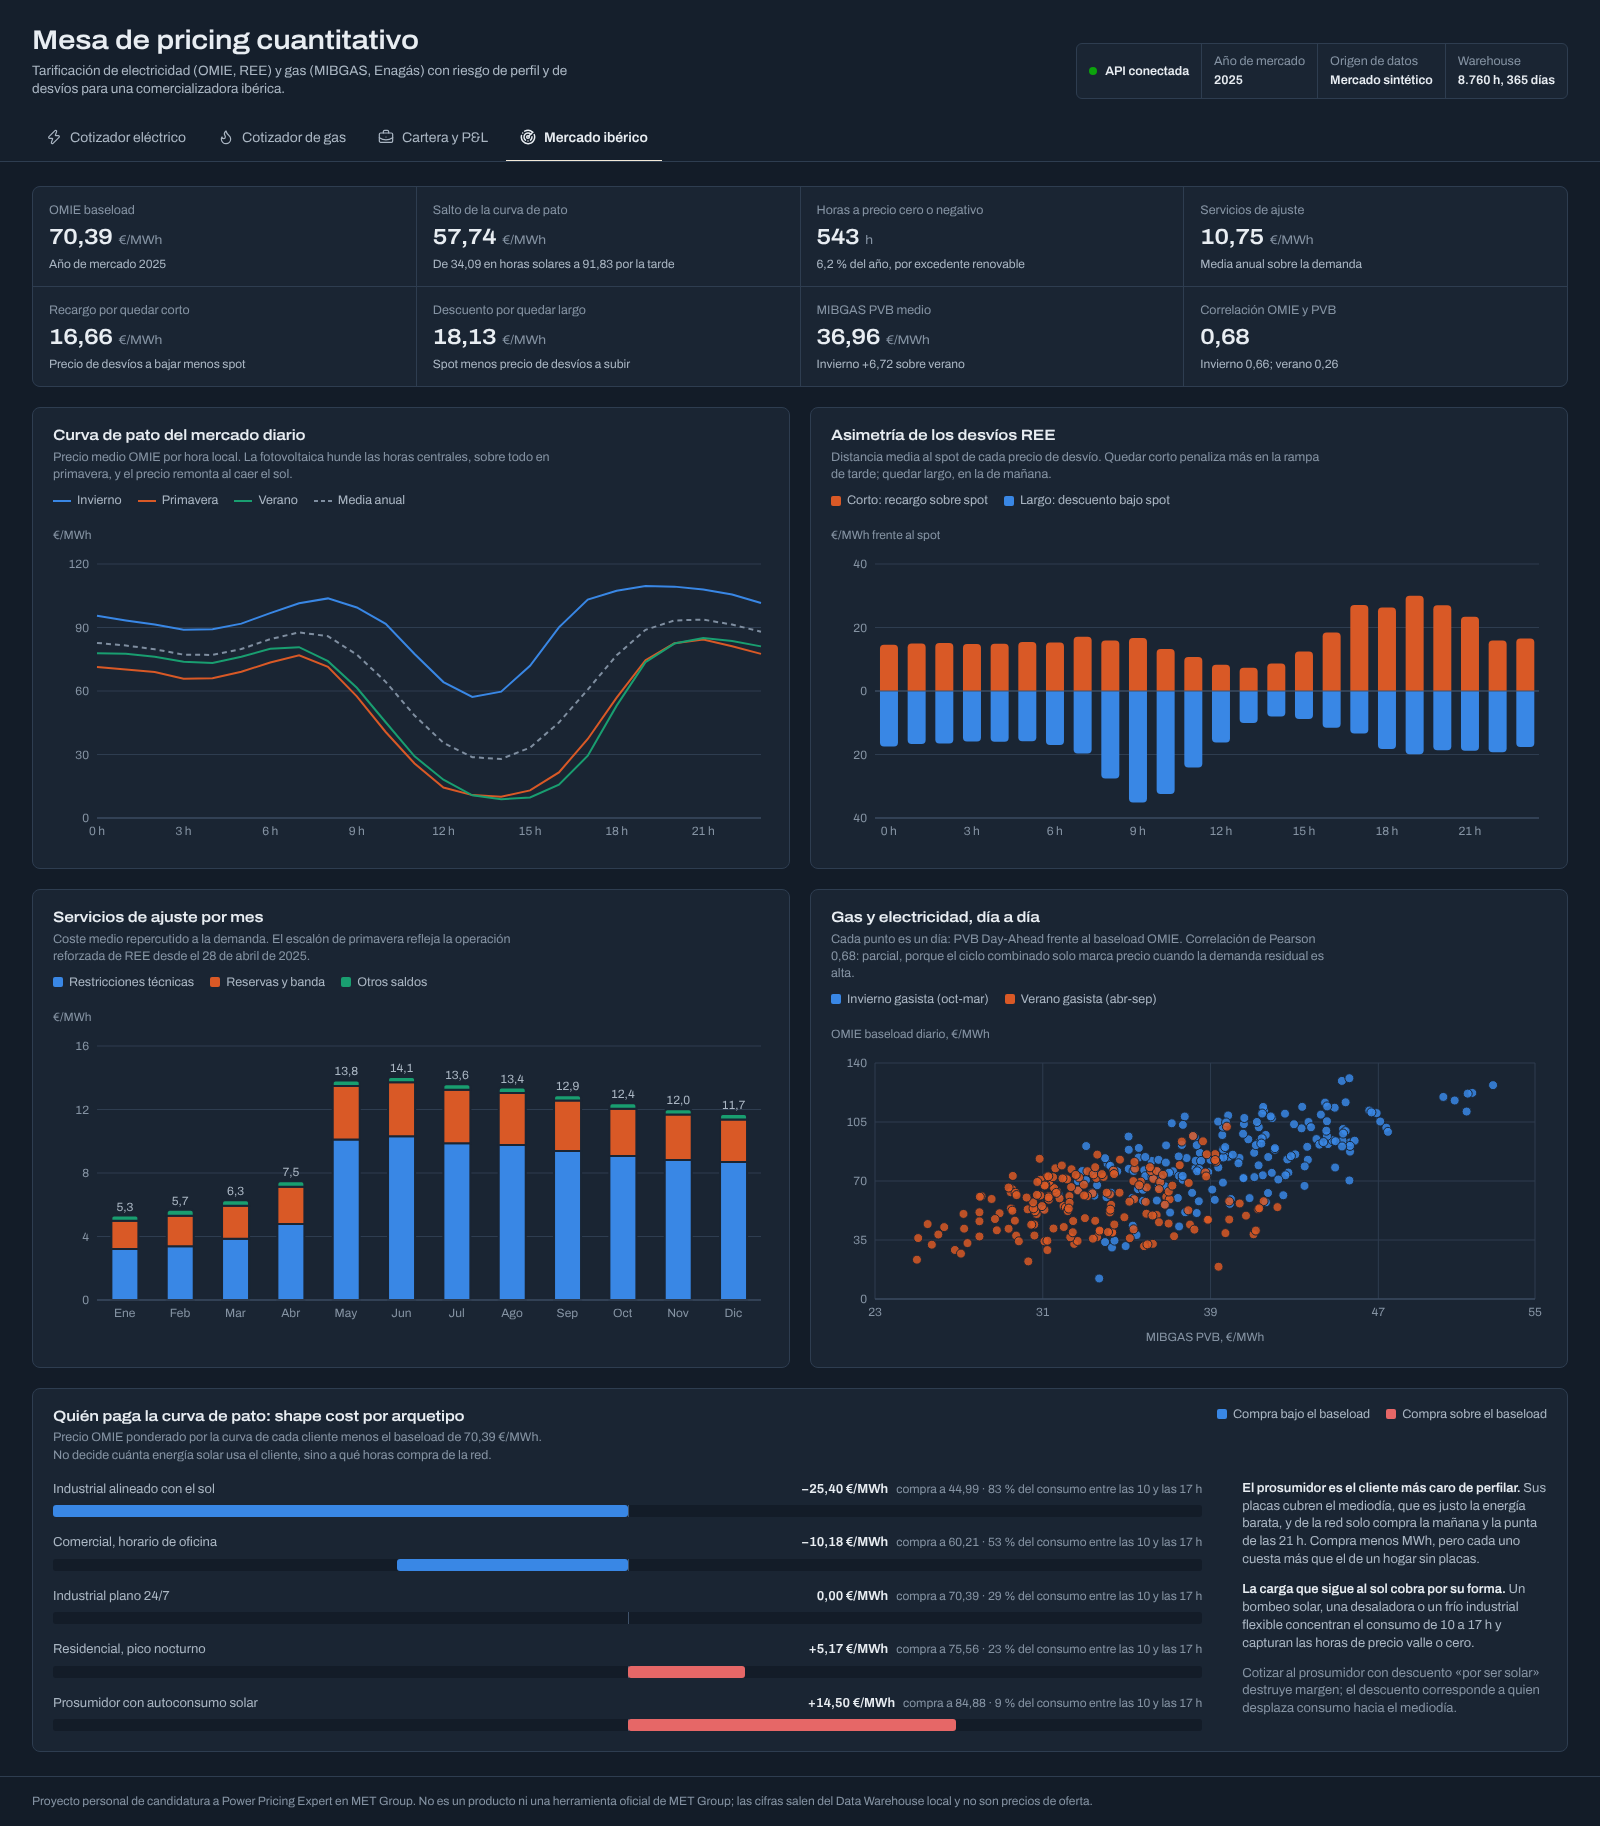 Mesa de pricing cuantitativo
Tarificación de electricidad (OMIE, REE) y gas (MIBGAS, Enagás) con riesgo de perfil y de
desvíos para una comercializadora ibérica.
API conectada
Año de mercado
2025
Origen de datos
Mercado sintético
Warehouse
8.760 h, 365 días
Cotizador eléctrico
Cotizador de gas
Cartera y P&L
Mercado ibérico
OMIE baseload
70,39 €/MWh
Año de mercado 2025
Salto de la curva de pato
57,74 €/MWh
De 34,09 en horas solares a 91,83 por la tarde
Horas a precio cero o negativo
543 h
6,2 % del año, por excedente renovable
Servicios de ajuste
10,75 €/MWh
Media anual sobre la demanda
Recargo por quedar corto
16,66 €/MWh
Precio de desvíos a bajar menos spot
Descuento por quedar largo
18,13 €/MWh
Spot menos precio de desvíos a subir
MIBGAS PVB medio
36,96 €/MWh
Invierno +6,72 sobre verano
Correlación OMIE y PVB
0,68
Invierno 0,66; verano 0,26
Curva de pato del mercado diario
Precio medio OMIE por hora local. La fotovoltaica hunde las horas centrales, sobre todo en
primavera, y el precio remonta al caer el sol.
Invierno Primavera Verano Media anual
€/MWh
120
90
60
30
0
0 h 3 h 6 h 9 h 12 h 15 h 18 h 21 h
Asimetría de los desvíos REE
Distancia media al spot de cada precio de desvío. Quedar corto penaliza más en la rampa
de tarde; quedar largo, en la de mañana.
Corto: recargo sobre spot Largo: descuento bajo spot
€/MWh frente al spot
40
20
0
20
40
0 h 3 h 6 h 9 h 12 h 15 h 18 h 21 h
Servicios de ajuste por mes
Coste medio repercutido a la demanda. El escalón de primavera refleja la operación
reforzada de REE desde el 28 de abril de 2025.
Restricciones técnicas Reservas y banda Otros saldos
€/MWh
16
12
8
4
0
5,3 5,7 6,3 7,5 13,8 14,1 13,6 13,4 12,9 12,4 12,0 11,7
Ene Feb Mar Abr May Jun Jul Ago Sep Oct Nov Dic
Gas y electricidad, día a día
Cada punto es un día: PVB Day-Ahead frente al baseload OMIE. Correlación de Pearson
0,68: parcial, porque el ciclo combinado solo marca precio cuando la demanda residual es
alta.
Invierno gasista (oct-mar) Verano gasista (abr-sep)
OMIE baseload diario, €/MWh
140
105
70
35
0
23 31 39 47 55
MIBGAS PVB, €/MWh
Quién paga la curva de pato: shape cost por arquetipo
Precio OMIE ponderado por la curva de cada cliente menos el baseload de 70,39 €/MWh.
No decide cuánta energía solar usa el cliente, sino a qué horas compra de la red.
Compra bajo el baseload Compra sobre el baseload
Industrial alineado con el sol −25,40 €/MWh compra a 44,99 · 83 % del consumo entre las 10 y las 17 h
Comercial, horario de oficina −10,18 €/MWh compra a 60,21 · 53 % del consumo entre las 10 y las 17 h
Industrial plano 24/7 0,00 €/MWh compra a 70,39 · 29 % del consumo entre las 10 y las 17 h
Residencial, pico nocturno +5,17 €/MWh compra a 75,56 · 23 % del consumo entre las 10 y las 17 h
Prosumidor con autoconsumo solar +14,50 €/MWh compra a 84,88 · 9 % del consumo entre las 10 y las 17 h
El prosumidor es el cliente más caro de perfilar. Sus
placas cubren el mediodía, que es justo la energía
barata, y de la red solo compra la mañana y la punta
de las 21 h. Compra menos MWh, pero cada uno
cuesta más que el de un hogar sin placas.
La carga que sigue al sol cobra por su forma. Un
bombeo solar, una desaladora o un frío industrial
flexible concentran el consumo de 10 a 17 h y
capturan las horas de precio valle o cero.
Cotizar al prosumidor con descuento «por ser solar»
destruye margen; el descuento corresponde a quien
desplaza consumo hacia el mediodía.
Proyecto personal de candidatura a Power Pricing Expert en MET Group. No es un producto ni una herramienta oficial de MET Group; las cifras salen del Data Warehouse local y no son precios de oferta.